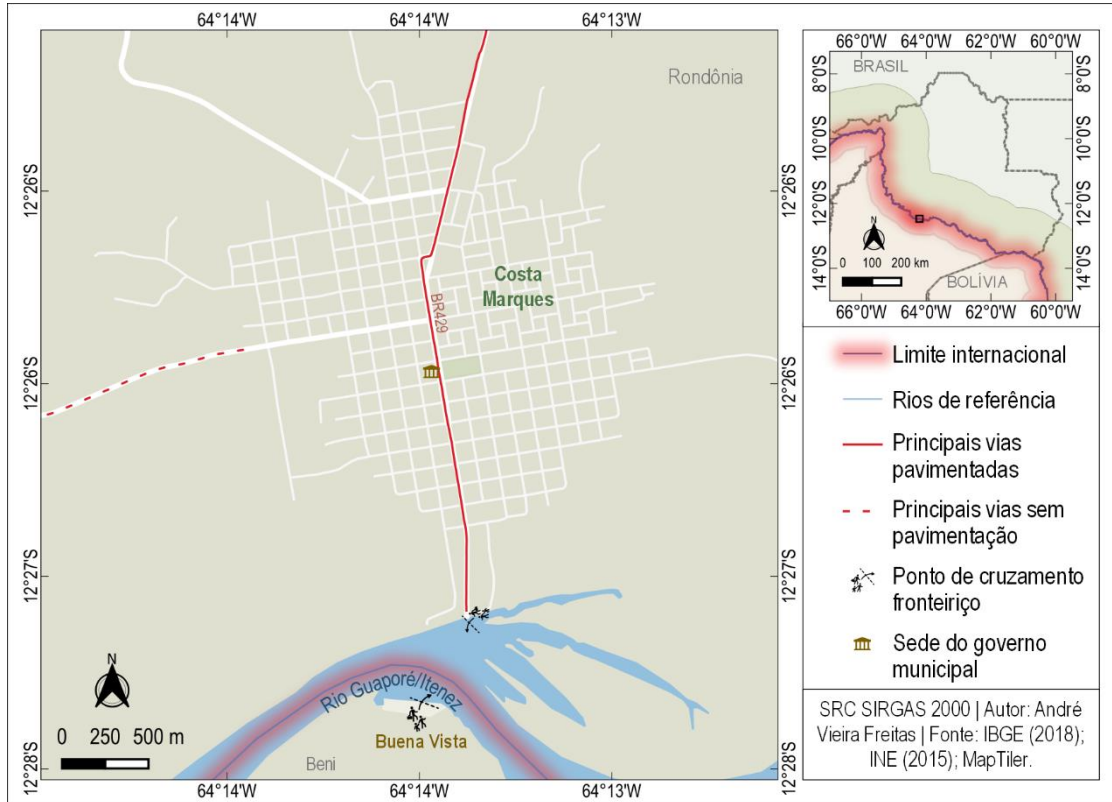 64°14'W 64°14'W 64°13'W
12°26'S
12°26'S
12°27'S
12°28'S
Rondônia
Costa
Marques
BR429
Rio Guaporé/Itenez
Buena Vista
Beni
N
0 250 500 m
12°26'S
12°26'S
12°27'S
12°28'S
64°14'W 64°14'W 64°13'W
66°0'W 64°0'W 62°0'W 60°0'W
8°0'S
10°0'S
12°0'S
14°0'S
BRASIL
N
0 100 200 km
BOLÍVIA
8°0'S
10°0'S
12°0'S
14°0'S
66°0'W 64°0'W 62°0'W 60°0'W
Limite internacional
Rios de referência
Principais vias
pavimentadas
Principais vias sem
pavimentação
Ponto de cruzamento
fronteiriço
Sede do governo
municipal
SRC SIRGAS 2000 | Autor: André
Vieira Freitas | Fonte: IBGE (2018);
INE (2015); MapTiler.